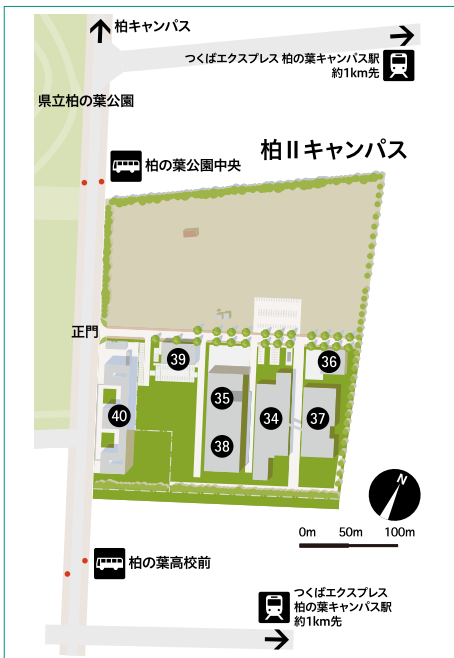 柏キャンパス
つくばエクスプレス 柏の葉キャンパス駅
約1km先
県立柏の葉公園
柏IIキャンパス
柏の葉公園中央
正門
39
36
35
34
37
40
38
N
0m 50m 100m
柏の葉高校前
つくばエクスプレス
柏の葉キャンパス駅
約1km先